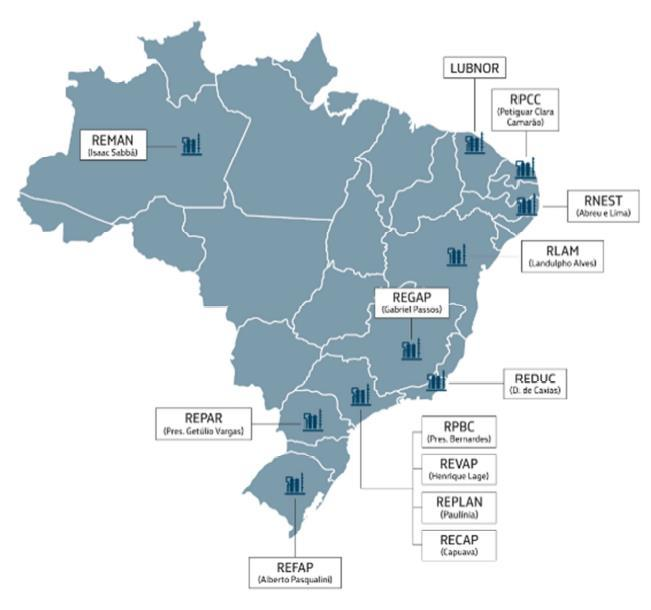 LUBNOR
RPCC
(Potiguar Clara
Camarão)
REMAN
(Isaac Sabbá)
RNEST
(Abreu e Lima)
RLAM
(Landulpho Alves)
REGAP
(Gabriel Passos)
REDUC
(D. de Caxias)
REPAR
(Pres. Getúlio Vargas)
RPBC
(Pres. Bernardes)
REVAP
(Henrique Lage)
REPLAN
(Paulínia)
RECAP
(Capuava)
REFAP
(Alberto Pasqualini)